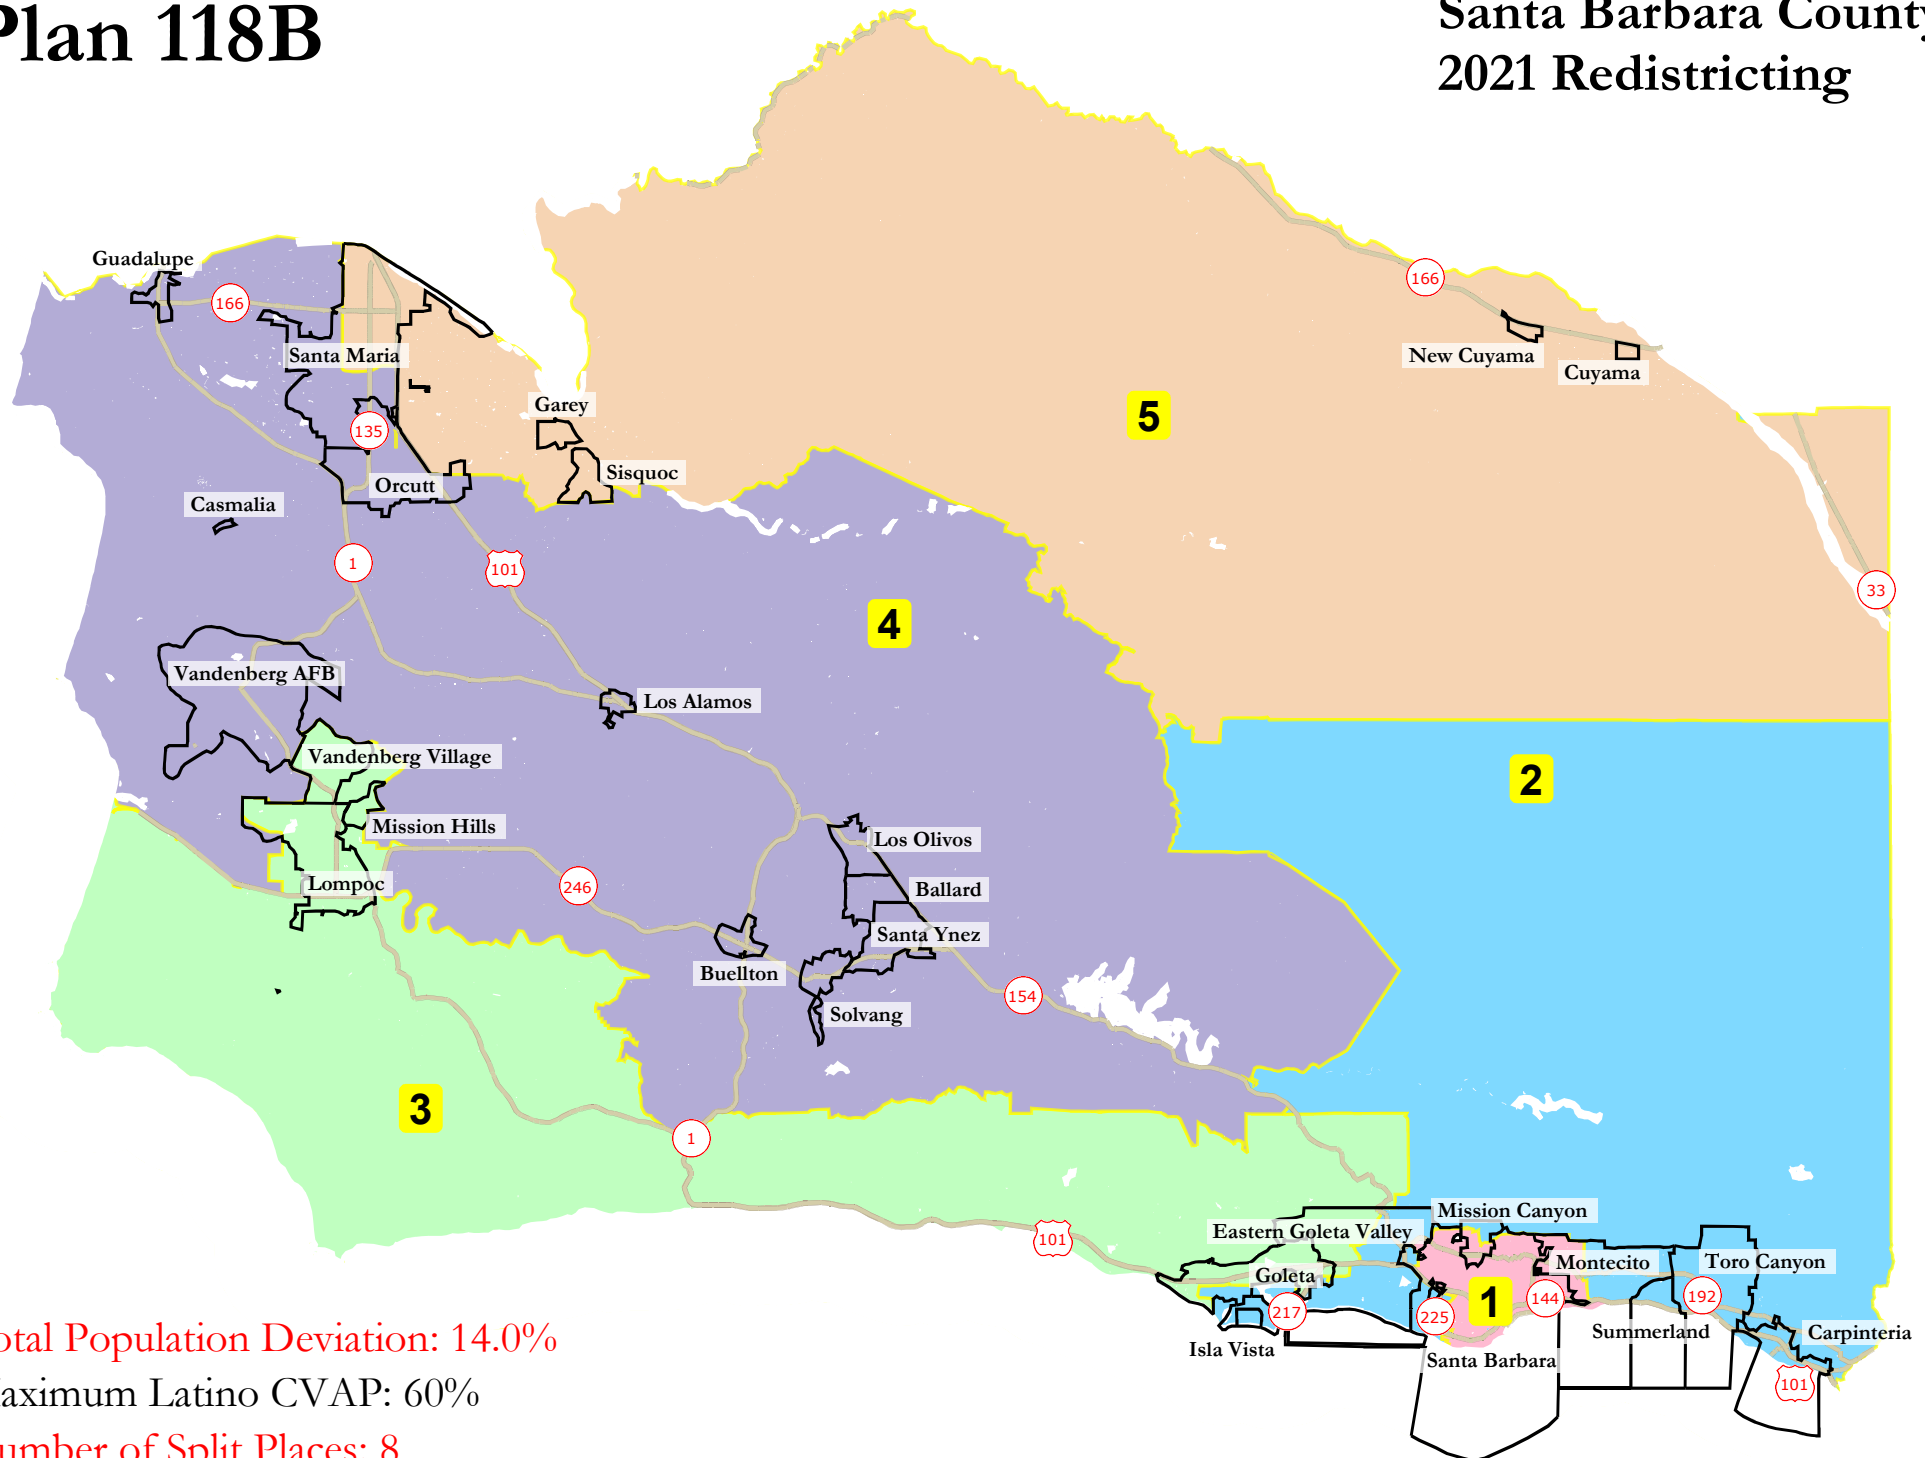 Plan 118B
Santa Barbara County
2021 Redistricting
Guadalupe
166
Santa Maria
135
Orcutt
Garey
Sisquoc
Casmalia
1
101
166
New Cuyama
Cuyama
5
33
4
Vandenberg AFB
Los Alamos
Vandenberg Village
Mission Hills
Lompoc
246
Los Olivos
Ballard
Santa Ynez
Buellton
Solvang
154
2
3
1
101
Eastern Goleta Valley
Mission Canyon
Goleta
Montecito
Toro Canyon
217
225
1
144
192
Isla Vista
Santa Barbara
Summerland
Carpinteria
101
otal Population Deviation: 14.0%
aximum Latino CVAP: 60%
umber of Split Places: 8